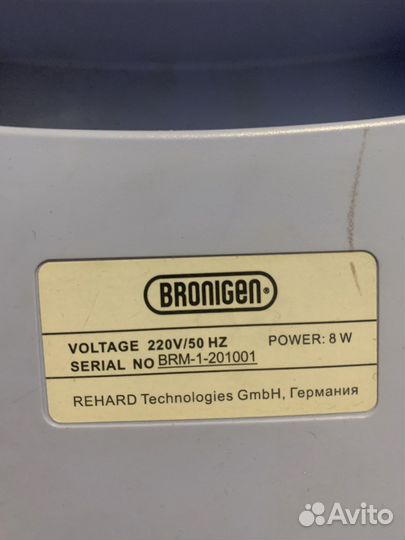 BRONIGEN®
VOLTAGE 220V/50 HZ POWER: 8 W
SERIAL NO BRM-1-201001
REHARD Technologies GmbH, Германия
Avito